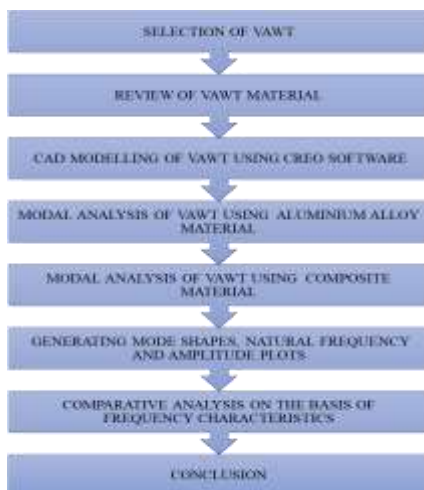 SELECTION OF VAWT
REVIEW OF VAWT MATERIAL
CAD MODELLING OF VAWT USING CREO SOFTWARE
MODAL ANALYSIS OF VAWT USING ALUMINIUM ALLOY
MATERIAL
MODAL ANALYSIS OF VAWT USING COMPOSITE
MATERIAL
GENERATING MODE SHAPES, NATURAL FREQUENCY
AND AMPLITUDE PLOTS
COMPARATIVE ANALYSIS ON THE BASIS OF
FREQUENCY CHARACTERISTICS
CONCLUSION